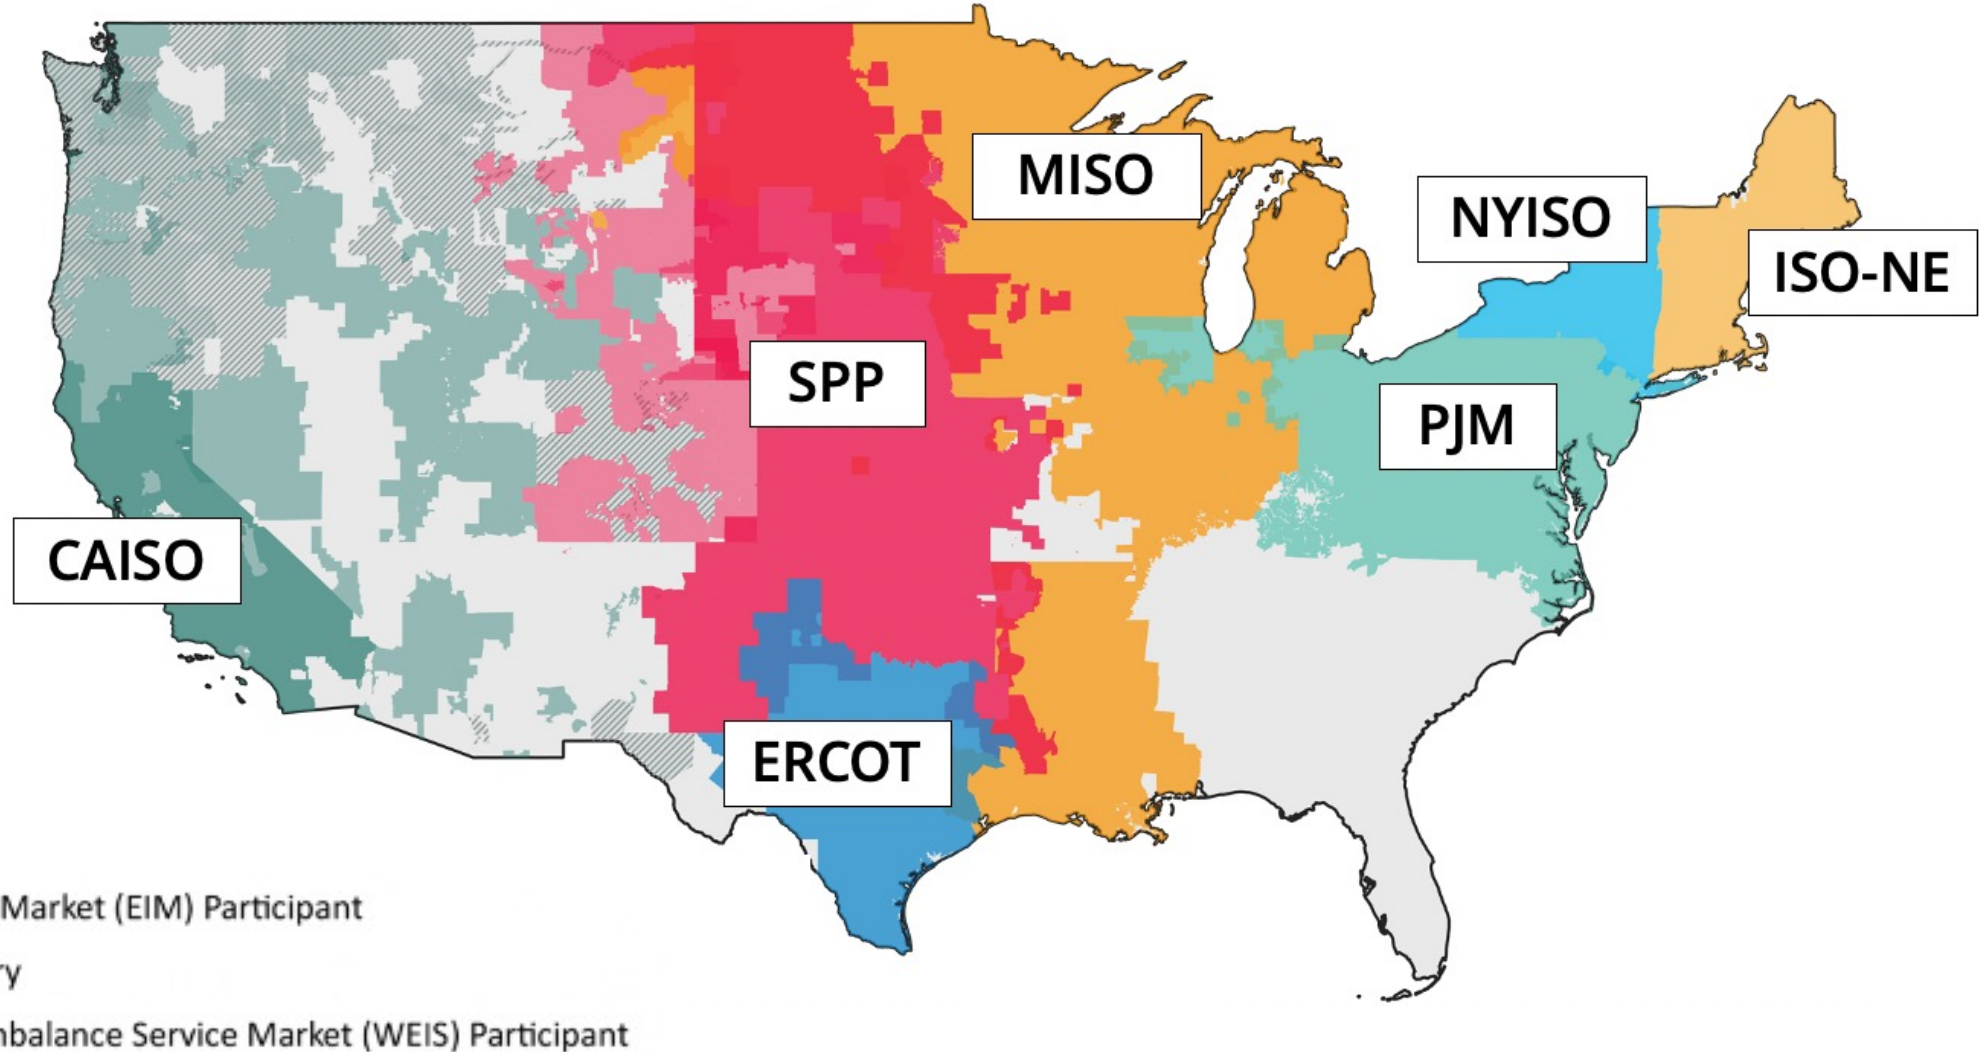 MISO
NYISO
ISO-NE
SPP
PJM
CAISO
ERCOT
Market (EIM) Participant
ry
nbalance Service Market (WEIS) Participant